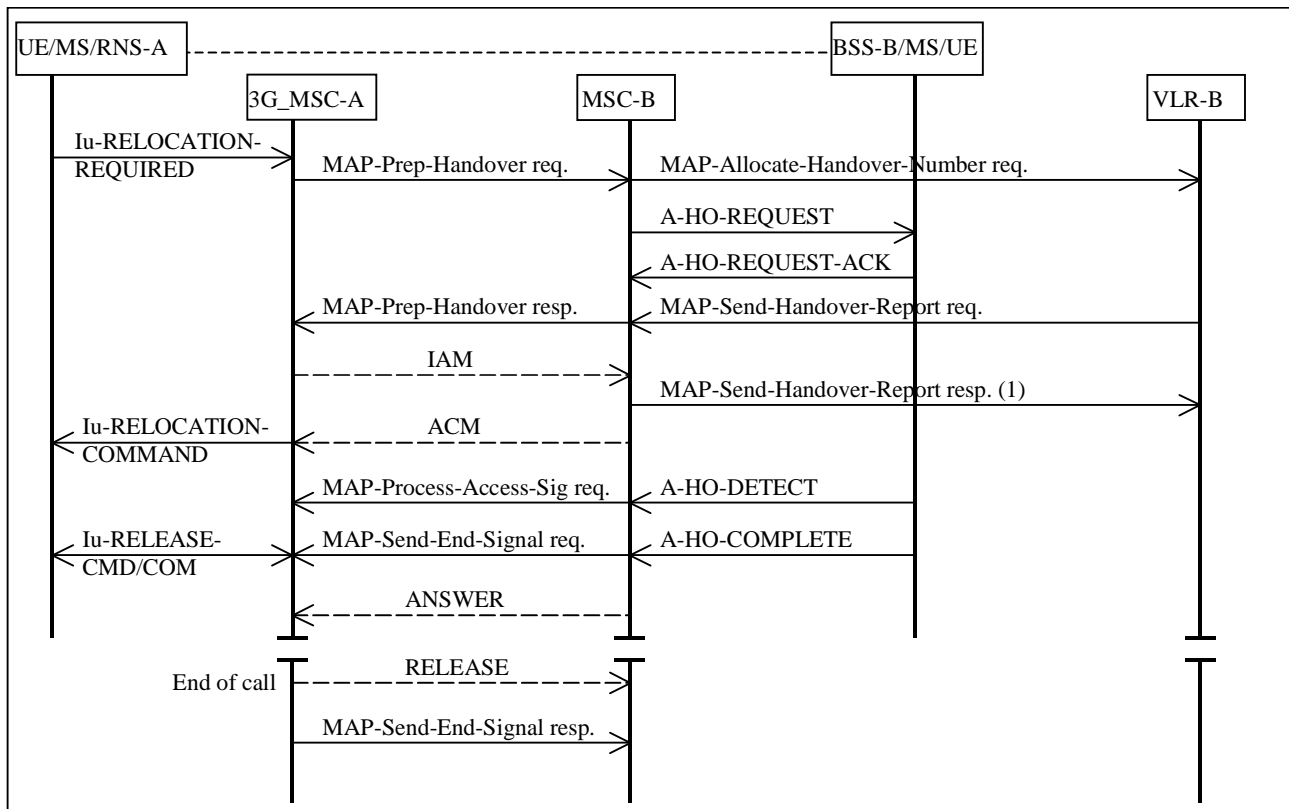 UE/MS/RNS-A
BSS-B/MS/UE
3G_MSC-A
MSC-B
VLR-B
Iu-RELOCATION-
REQUIRED
MAP-Prep-Handover req.
MAP-Allocate-Handover-Number req.
A-HO-REQUEST
A-HO-REQUEST-ACK
MAP-Prep-Handover resp.
MAP-Send-Handover-Report req.
IAM
MAP-Send-Handover-Report resp. (1)
Iu-RELOCATION-
COMMAND
ACM
MAP-Process-Access-Sig req.
A-HO-DETECT
Iu-RELEASE-
CMD/COM
MAP-Send-End-Signal req.
A-HO-COMPLETE
ANSWER
RELEASE
End of call
MAP-Send-End-Signal resp.